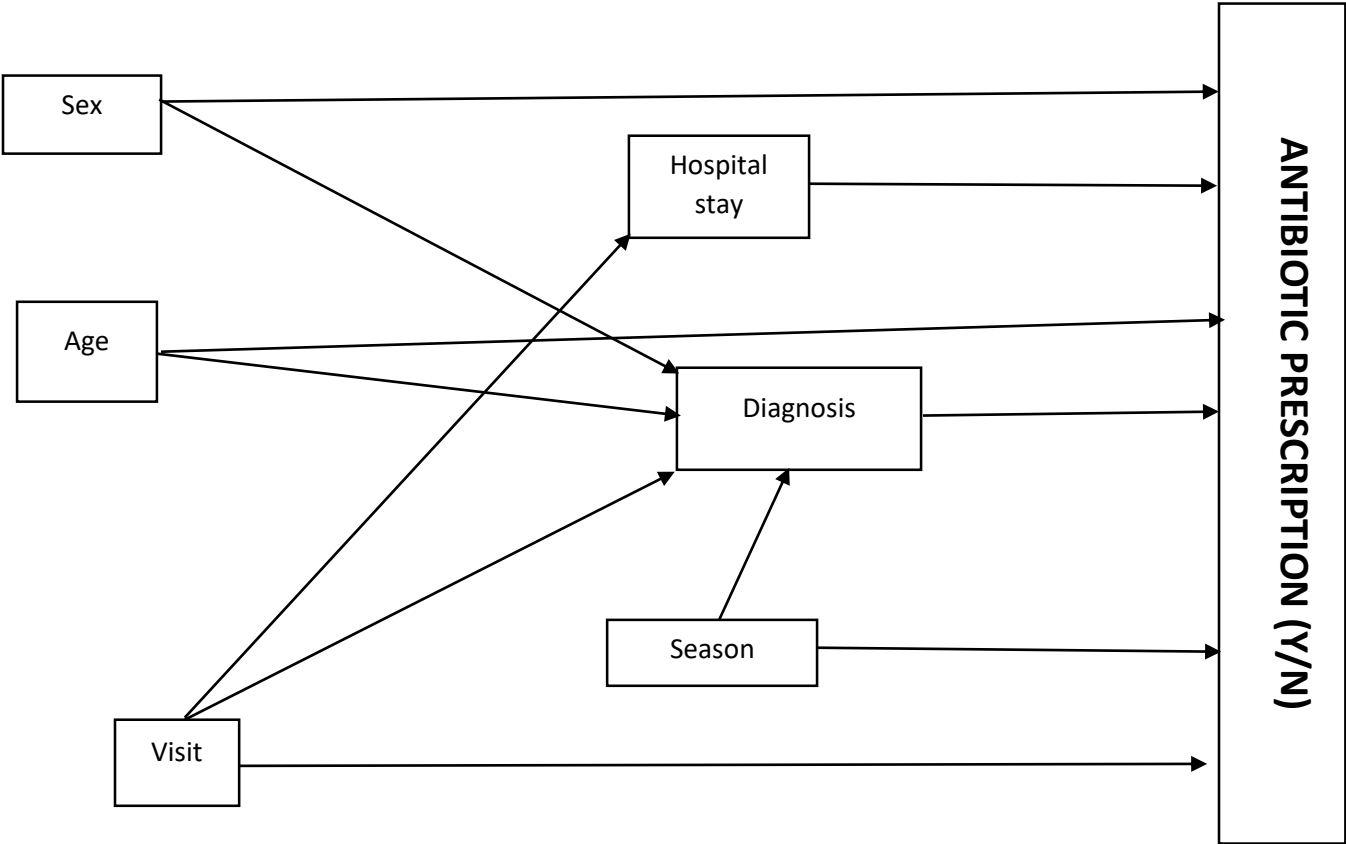 Sex
Hospital
stay
Age
Diagnosis
Season
Visit
ANTIBIOTIC PRESCRIPTION (Y/N)